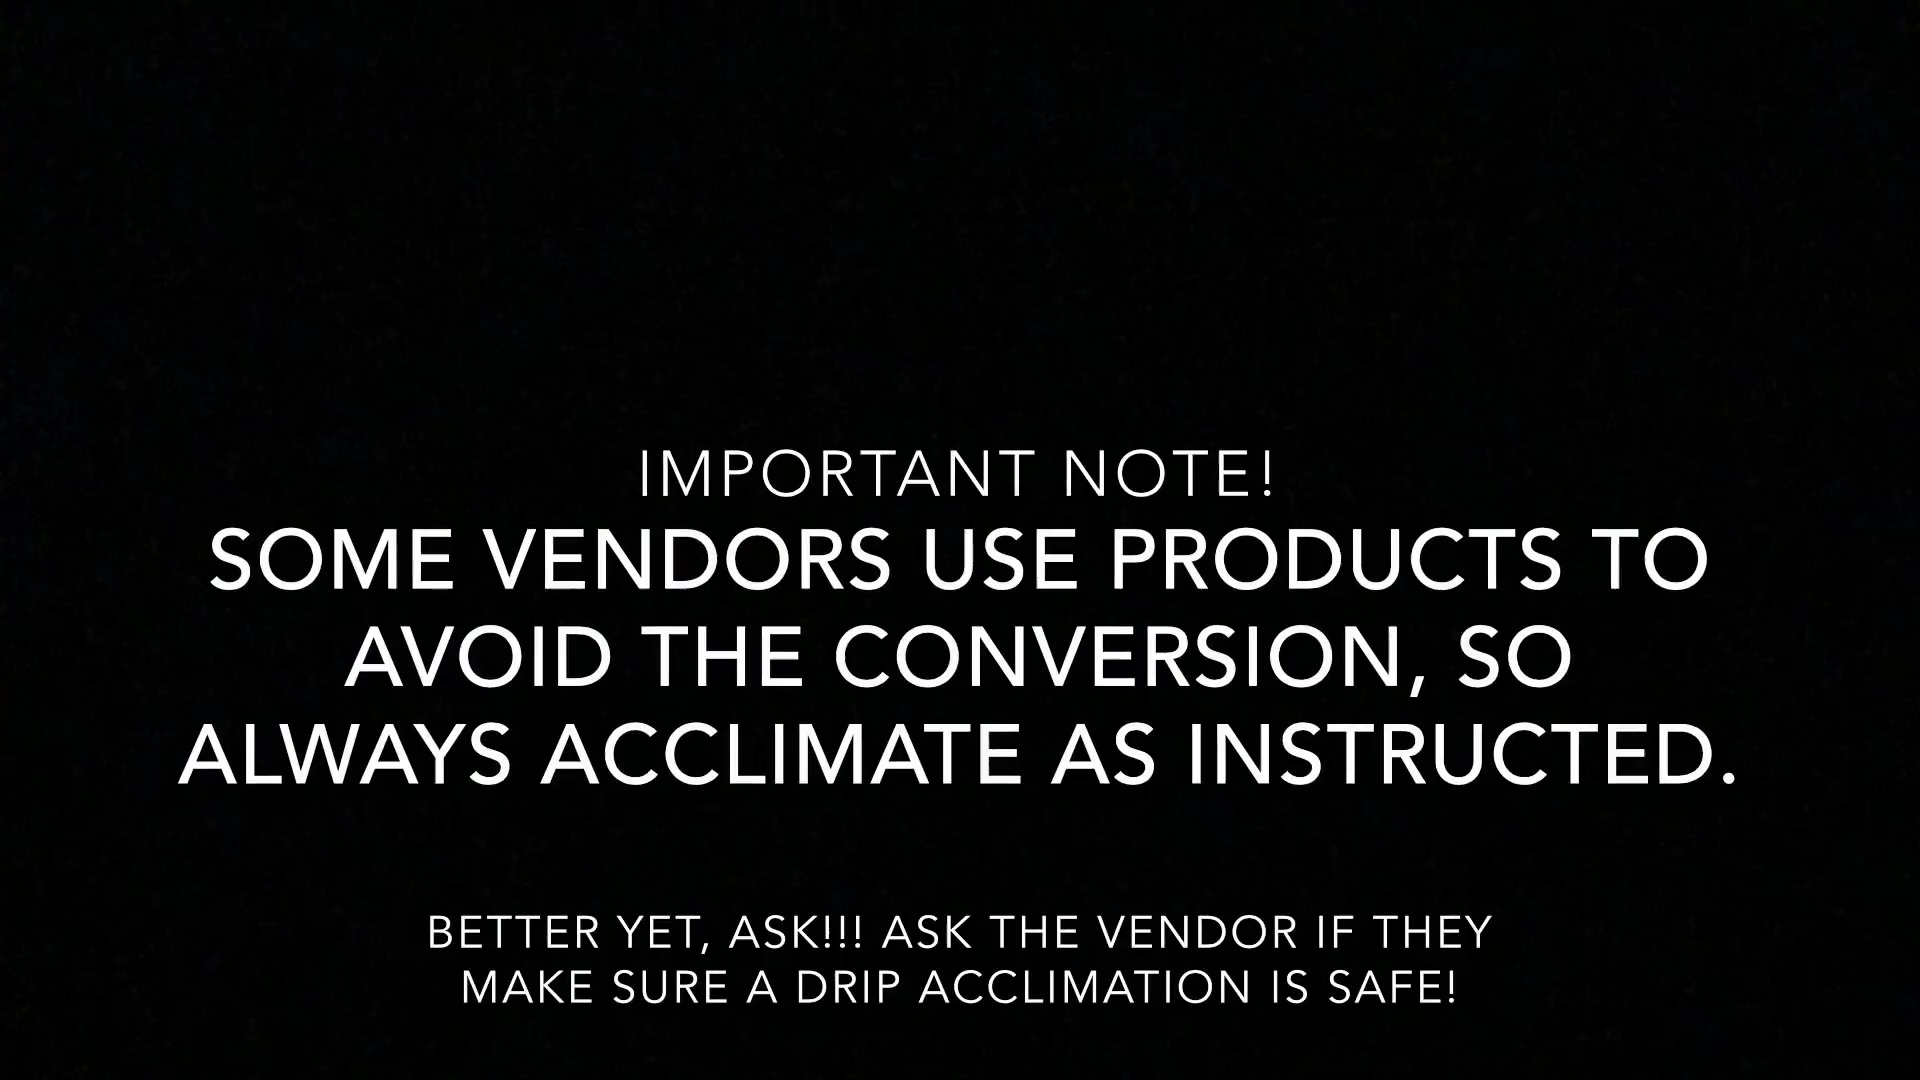 IMPORTANT NOTE!
SOME VENDORS USE PRODUCTS TO
AVOID THE CONVERSION, SO
ALWAYS ACCLIMATE AS INSTRUCTED.
BETTER YET, ASK!!! ASK THE VENDOR IF THEY
MAKE SURE A DRIP ACCLIMATION IS SAFE!